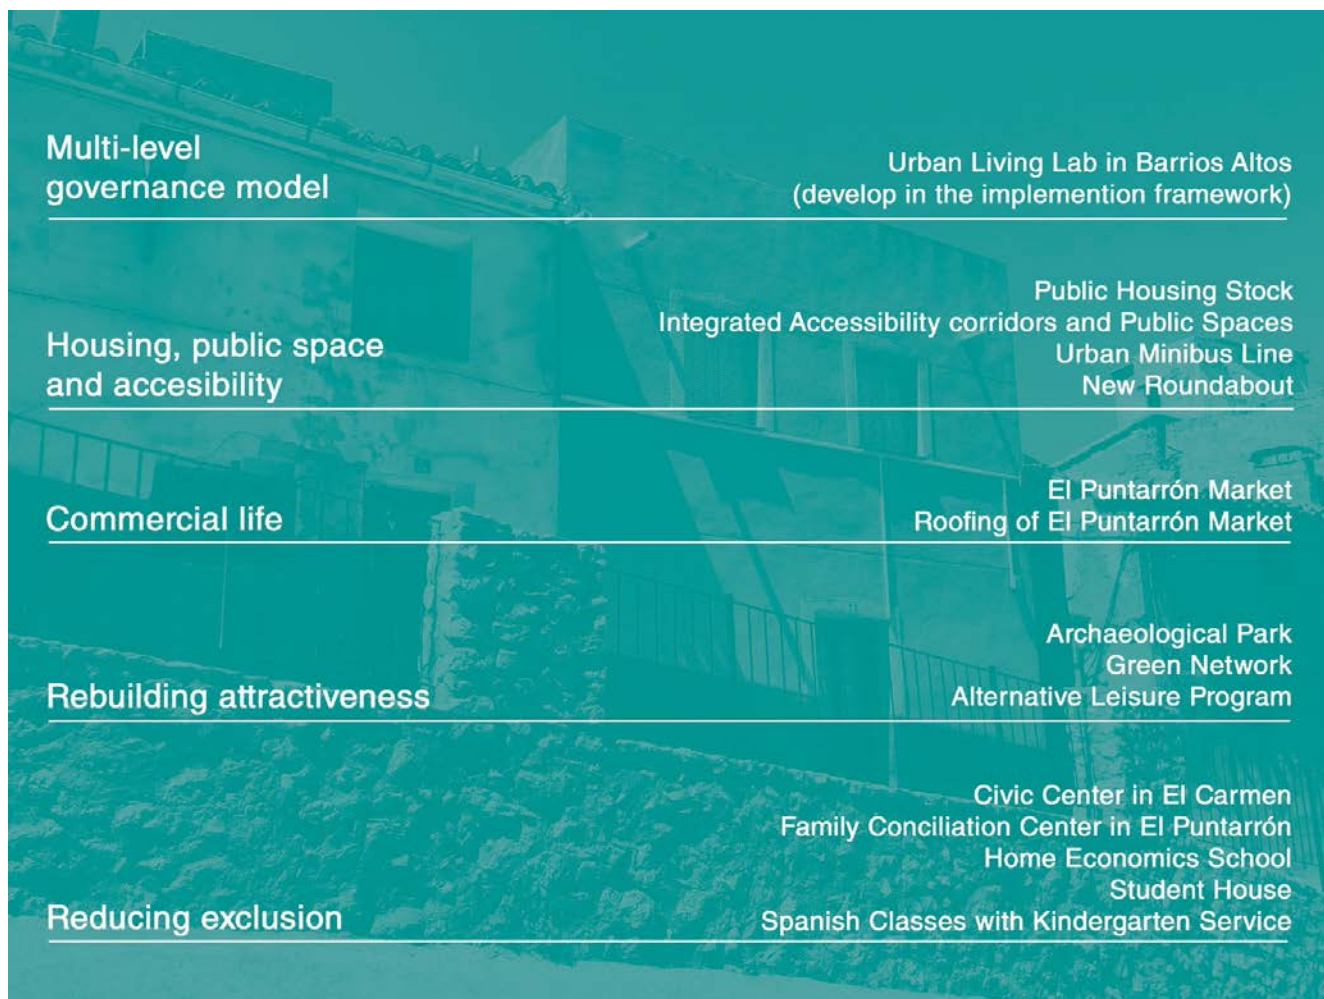 Multi-level
governance model
Urban Living Lab in Barrios Altos
(develop in the implemention framework)
Housing, public space
and accesibility
Public Housing Stock
Integrated Accessibility corridors and Public Spaces
Urban Minibus Line
New Roundabout
Commercial life
El Puntarrón Market
Roofing of El Puntarrón Market
Rebuilding attractiveness
Archaeological Park
Green Network
Alternative Leisure Program
Reducing exclusion
Civic Center in El Carmen
Family Conciliation Center in El Puntarrón
Home Economics School
Student House
Spanish Classes with Kindergarten Service